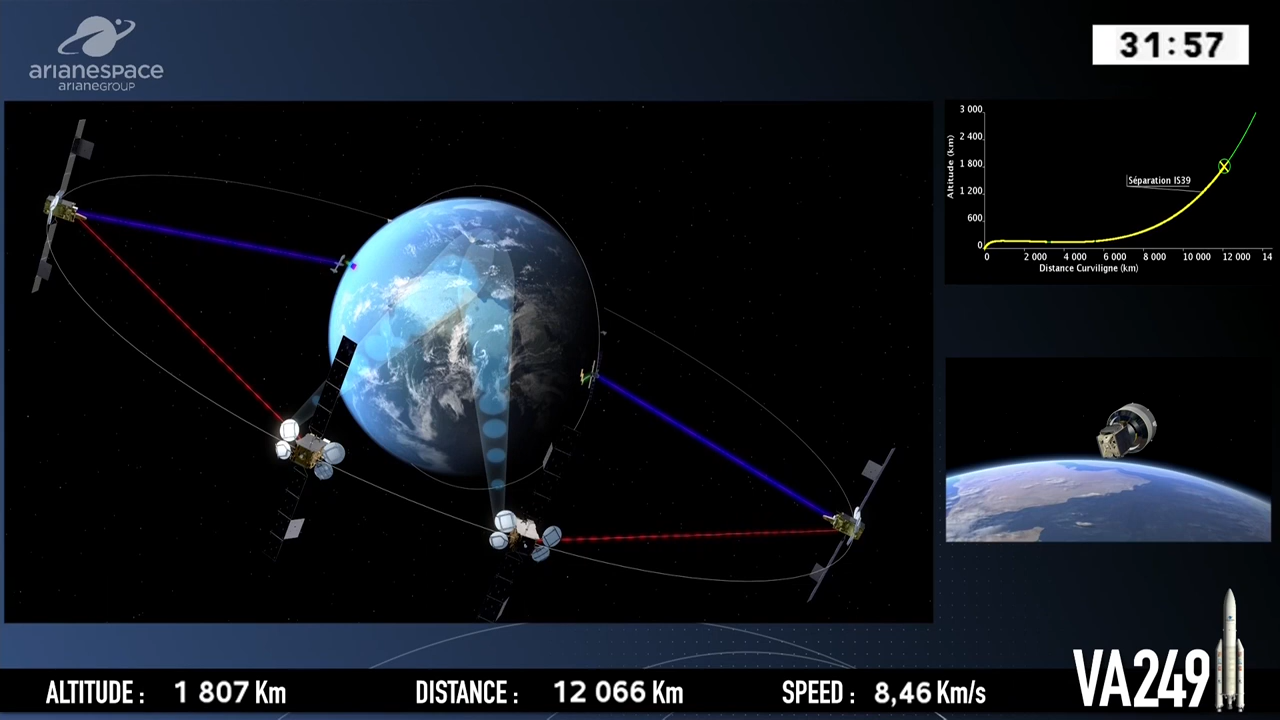 arianespace
arianeGROUP
31:57
3 000
2 400
1 800
1 200
600
0
Altitude (km)
Séparation IS39
0
2 000
4 000
6 000
8 000
10 000
12 000
14
Distance Curviligne (km)
VA249
ALTITUDE : 1 807 Km
DISTANCE : 12 066 Km
SPEED : 8,46 Km/s